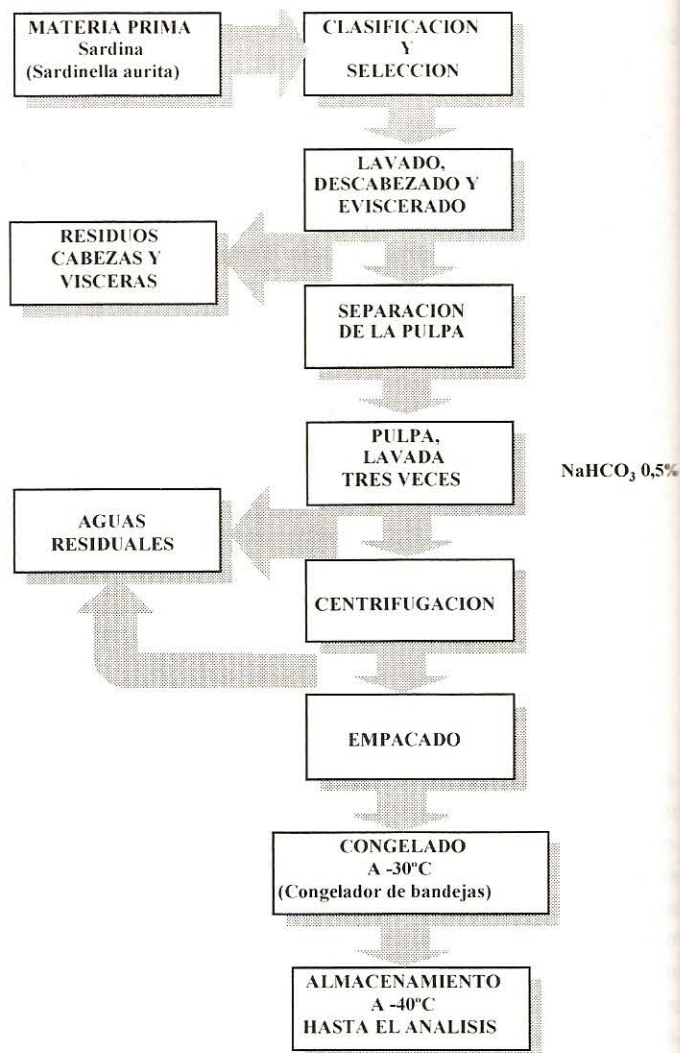 MATERIA PRIMA
Sardina
(Sardinella aurita)
CLASIFICACION
Y
SELECCION
LAVADO,
DESCABEZADO Y
EVISCERADO
RESIDUOS
CABEZAS Y
VISCERAS
SEPARACION
DE LA PULPA
PULPA,
LAVADA
TRES VECES
NaHCO₃ 0,5%
AGUAS
RESIDUALES
CENTRIFUGACION
EMPACADO
CONGELADO
A -30ºC
(Congelador de bandejas)
ALMACENAMIENTO
A -40ºC
HASTA EL ANALISIS